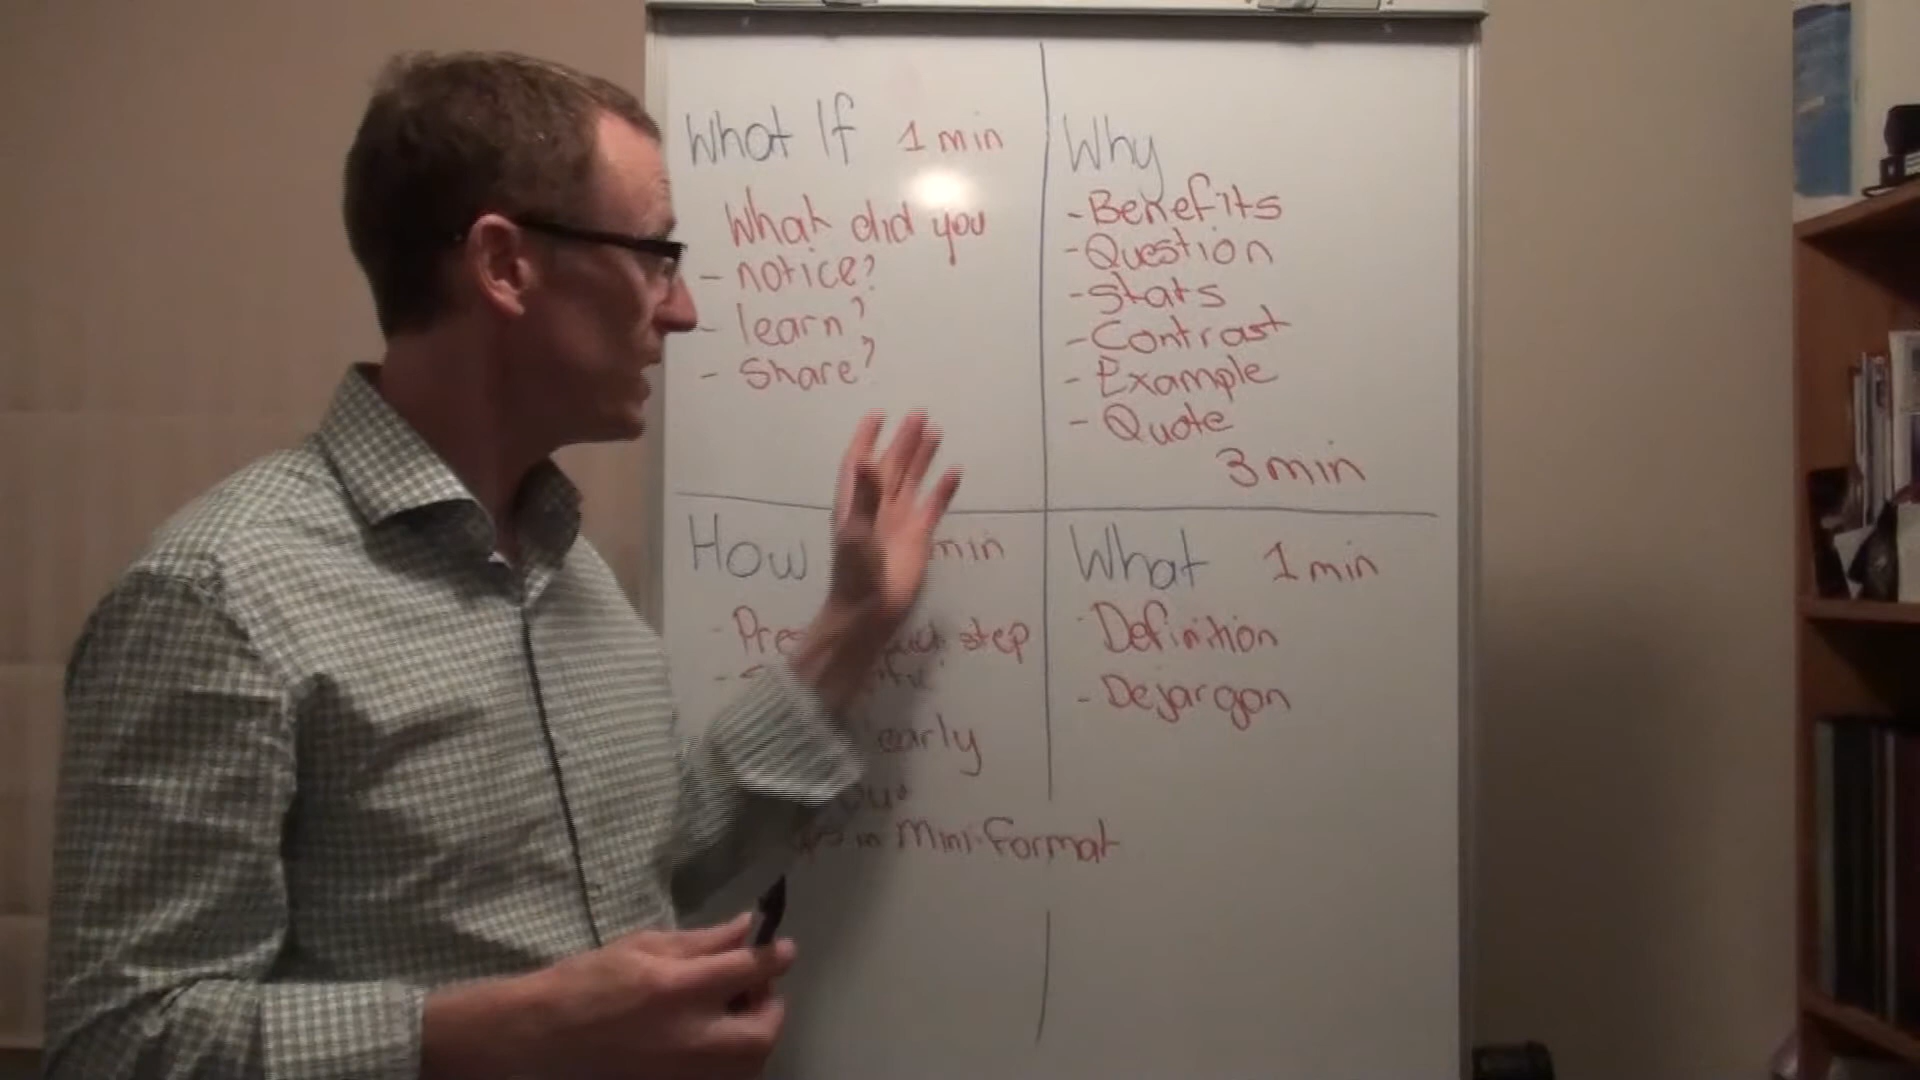 What If 1 min
What did you
- notice?
- learn?
- Share?
Why
- Benefits
- Question
- Stats
- Contrast
- Example
- Quote
3 min
How min
- step
-
early
in Mini-Format
What 1 min
- Definition
- Dejargon